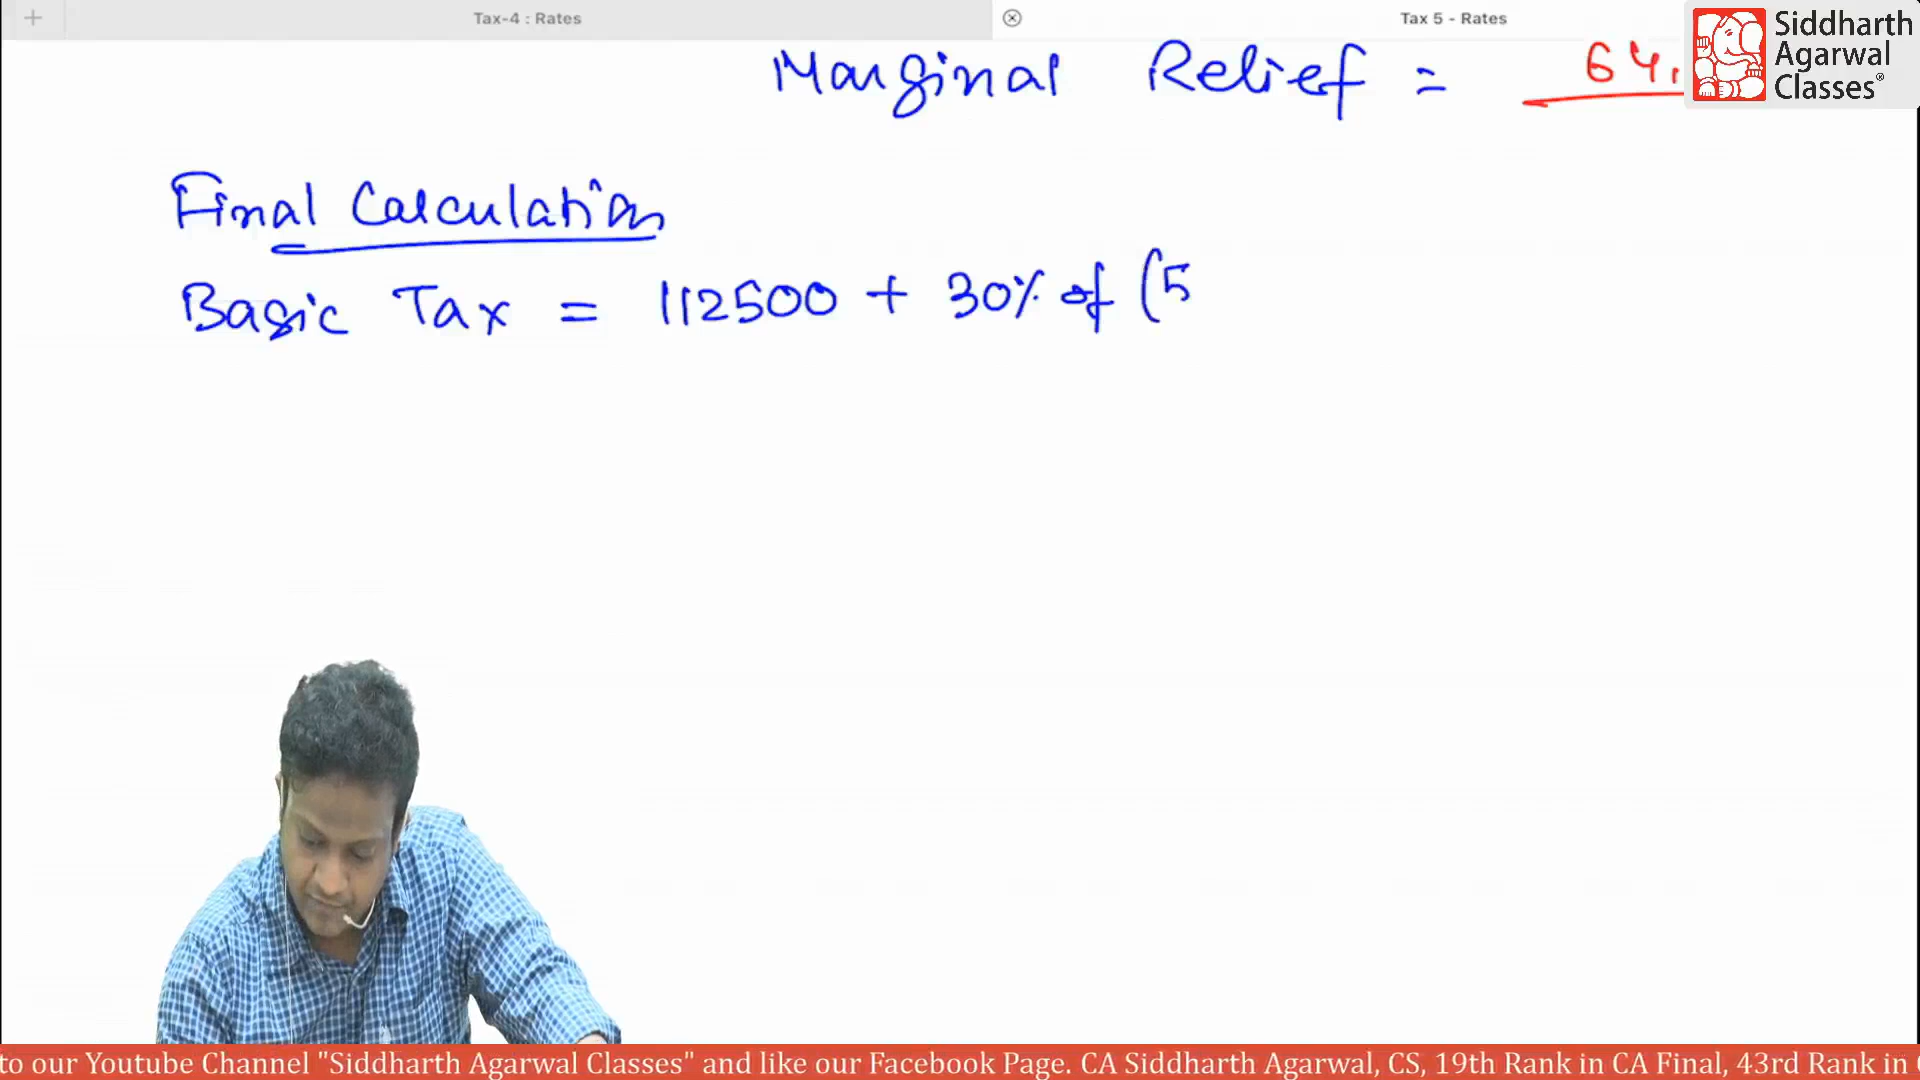 Tax-4 : Rates
Tax 5 - Rates
Siddharth
Agarwal
Classes®
Marginal Relief = 64,
Final Calculation
Basic Tax = 112500 + 30% of (5
to our Youtube Channel "Siddharth Agarwal Classes" and like our Facebook Page. CA Siddharth Agarwal, CS, 19th Rank in CA Final, 43rd Rank in